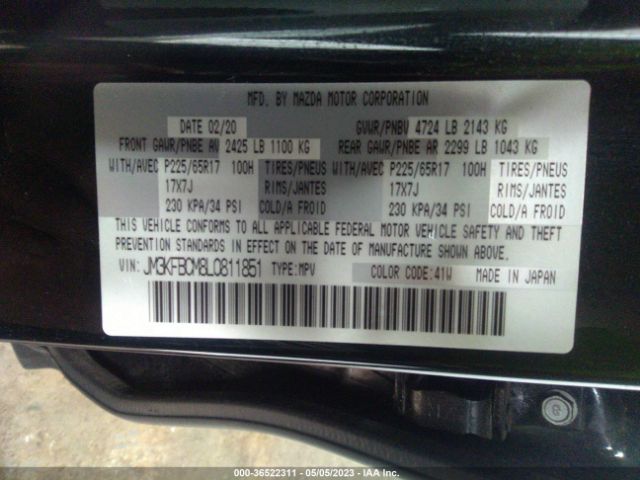 MFD. BY MAZDA MOTOR CORPORATION
DATE 02/20 GVWR/PNBV 4724 LB 2143 KG
FRONT GAWR/PNBE AV 2425 LB 1100 KG REAR GAWR/PNBE AR 2299 LB 1043 KG
WITH/AVEC P225/65R17 100H TIRES/PNEUS WITH/AVEC P225/65R17 100H TIRES/PNEUS
17X7J RIMS/JANTES 17X7J RIMS/JANTES
230 KPA/34 PSI COLD/A FROID 230 KPA/34 PSI COLD/A FROID
THIS VEHICLE CONFORMS TO ALL APPLICABLE FEDERAL MOTOR VEHICLE SAFETY AND THEFT
PREVENTION STANDARDS IN EFFECT ON THE DATE OF MANUFACTURE SHOWN ABOVE.
VIN: JM3KFBCM8L0811851 TYPE:MPV COLOR CODE:41W MADE IN JAPAN
000-36522311 - 05/05/2023 - IAA Inc.